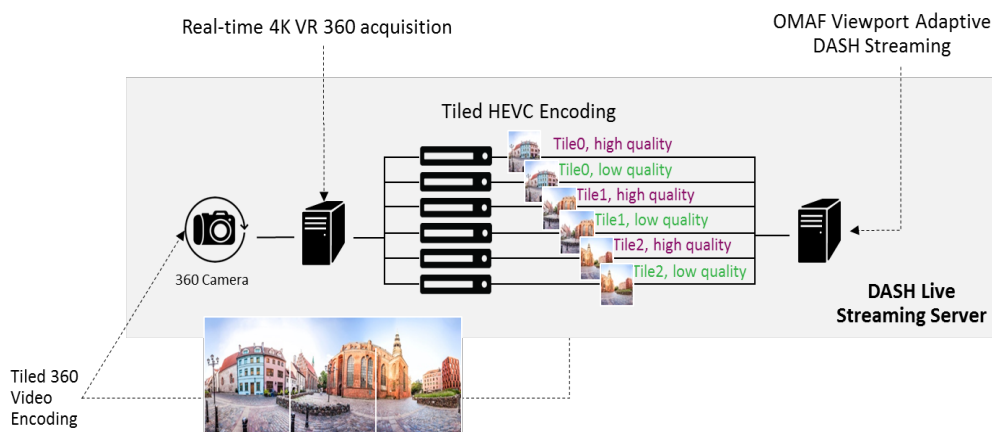 Real-time 4K VR 360 acquisition
OMAF Viewport Adaptive
DASH Streaming
Tiled HEVC Encoding
Tile0, high quality
Tile0, low quality
Tile1, high quality
Tile1, low quality
Tile2, high quality
Tile2, low quality
360 Camera
DASH Live
Streaming Server
Tiled 360
Video
Encoding